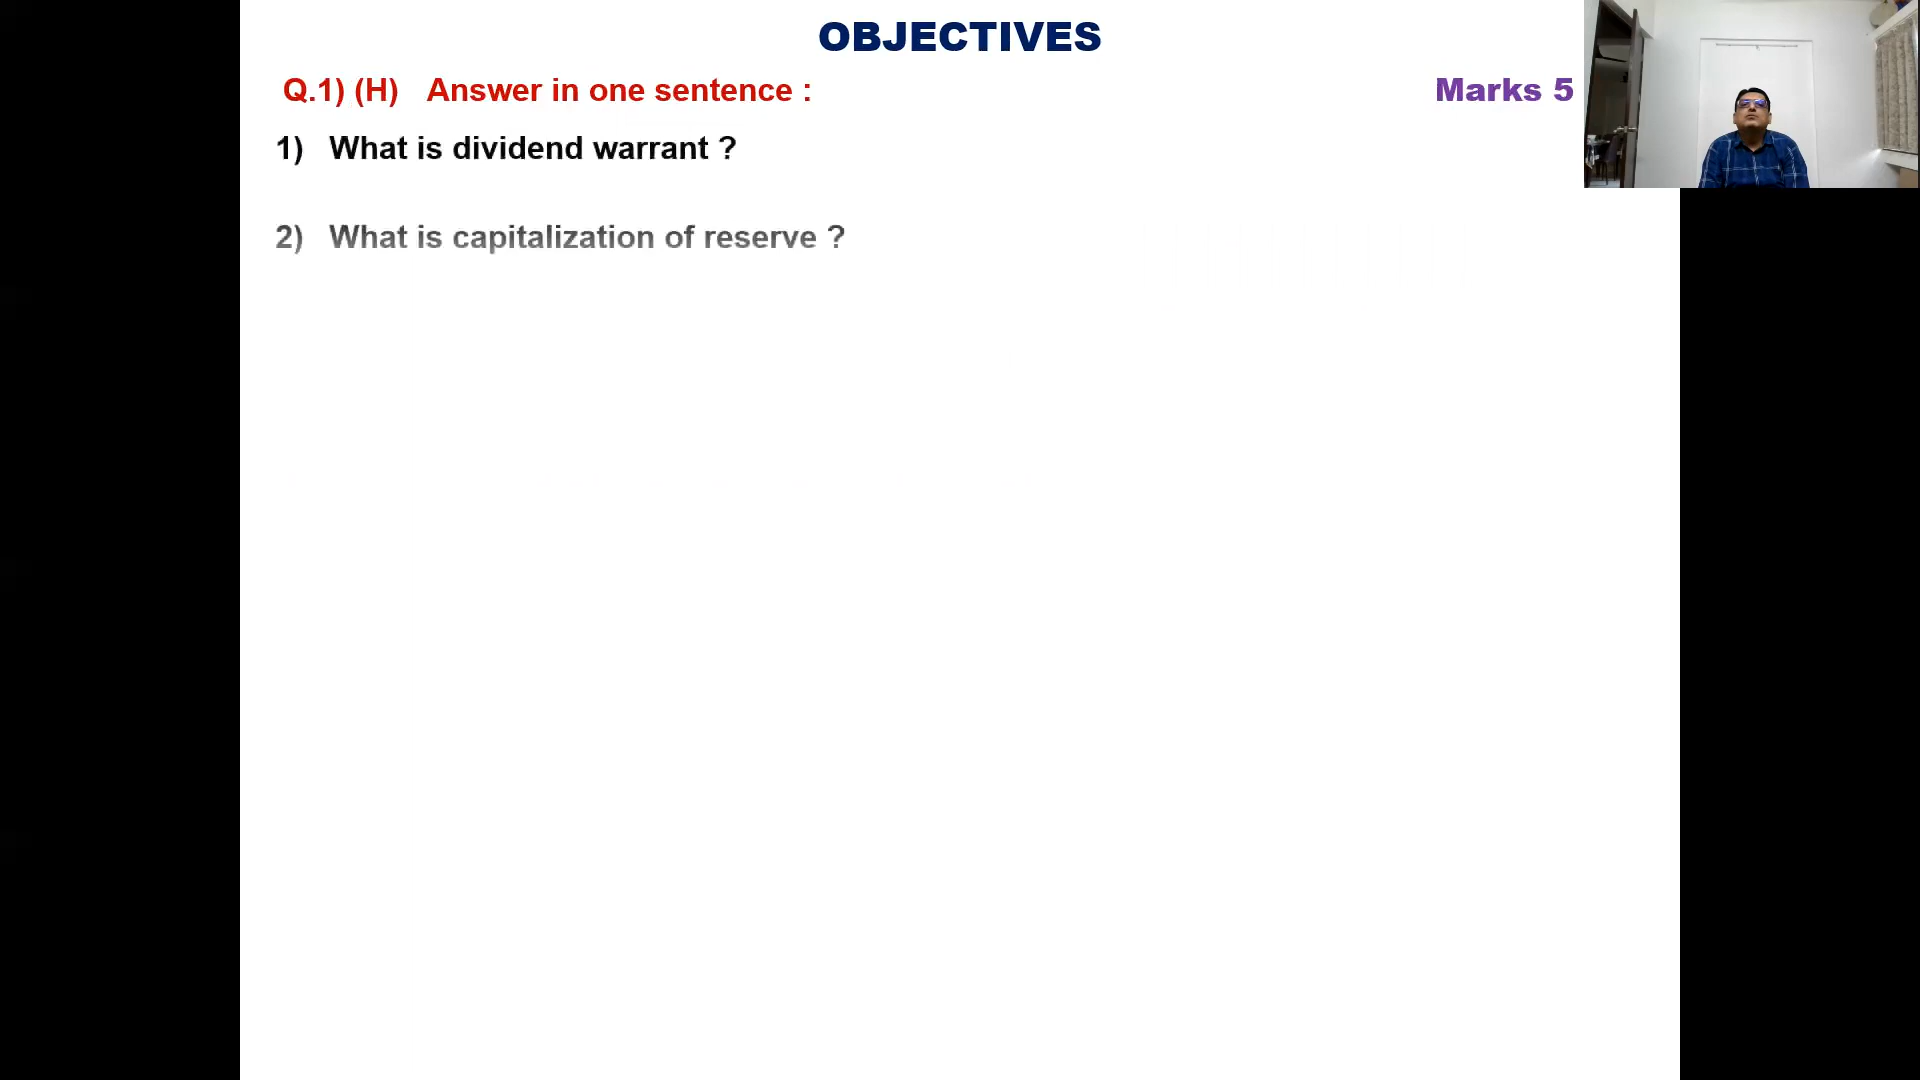 OBJECTIVES
Q.1) (H) Answer in one sentence :
Marks 5
1) What is dividend warrant ?
2) What is capitalization of reserve ?